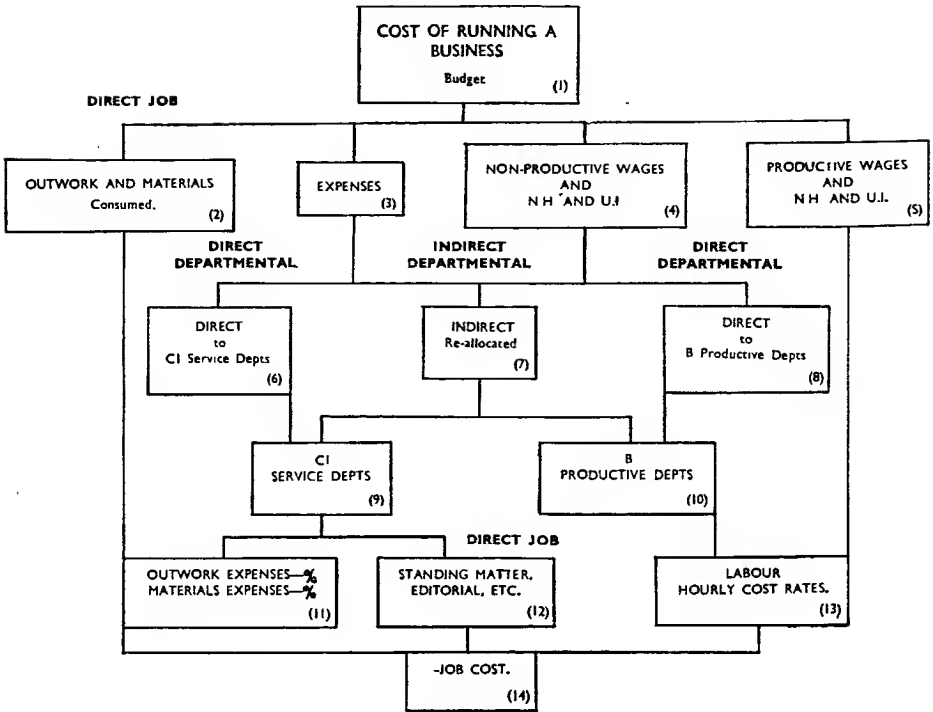 COST OF RUNNING A
BUSINESS
Budget
(1)
DIRECT JOB
OUTWORK AND MATERIALS
Consumed.
(2)
EXPENSES
(3)
NON-PRODUCTIVE WAGES
AND
N H AND U.I
(4)
PRODUCTIVE WAGES
AND
N H AND U.I.
(5)
DIRECT
DEPARTMENTAL
INDIRECT
DEPARTMENTAL
DIRECT
DEPARTMENTAL
DIRECT
to
CI Service Depts
(6)
INDIRECT
Re-allocated
(7)
DIRECT
to
B Productive Depts
(8)
CI
SERVICE DEPTS
(9)
B
PRODUCTIVE DEPTS
(10)
DIRECT JOB
OUTWORK EXPENSES—%
MATERIALS EXPENSES—%
(11)
STANDING MATTER,
EDITORIAL, ETC.
(12)
LABOUR
HOURLY COST RATES.
(13)
-JOB COST.
(14)